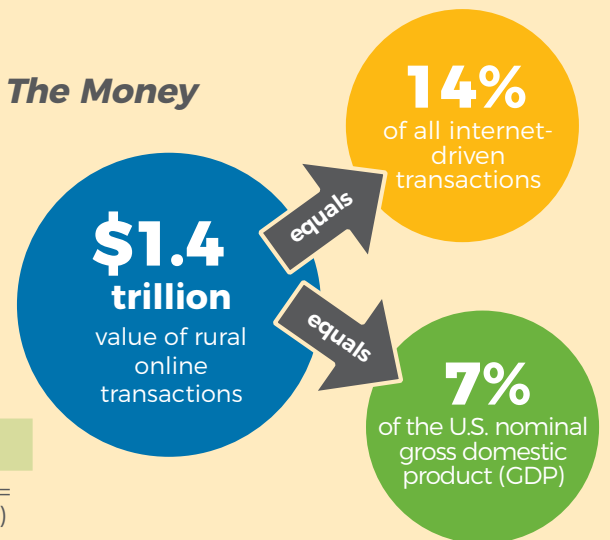 The Money
$1.4
trillion
value of rural
online
transactions
equals
14%
of all internet-
driven
transactions
equals
7%
of the U.S. nominal
gross domestic
product (GDP)
=
)